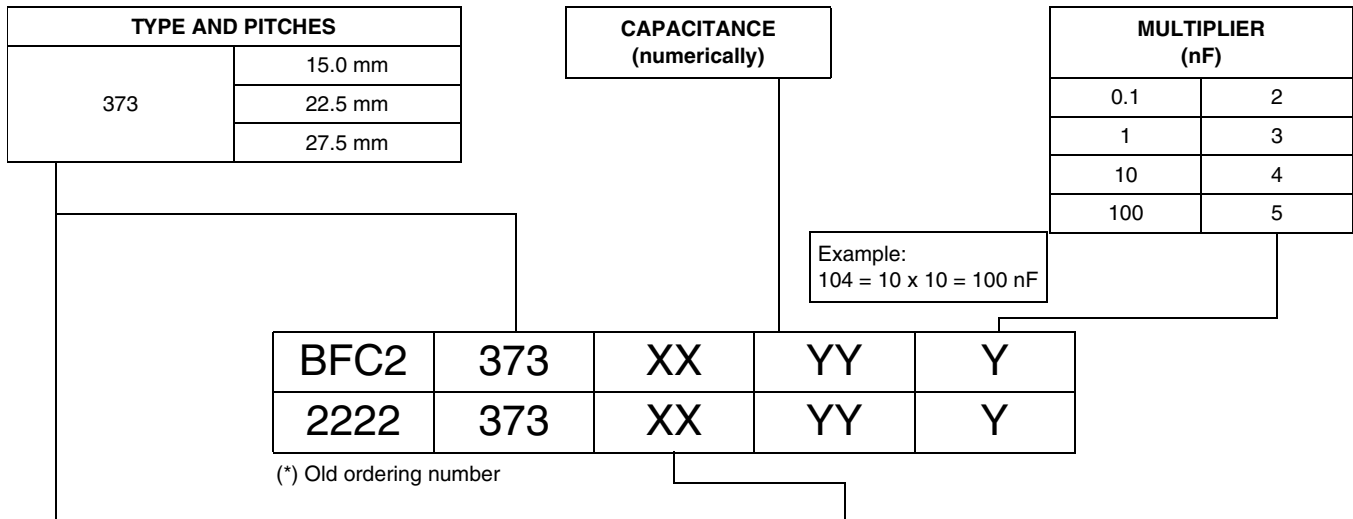 TYPE AND PITCHES
373
15.0 mm
22.5 mm
27.5 mm
CAPACITANCE
(numerically)
MULTIPLIER
(nF)
0.1 2
1 3
10 4
100 5
Example:
104 = 10 x 10 = 100 nF
BFC2 373 XX YY Y
2222 373 XX YY Y
(*) Old ordering number